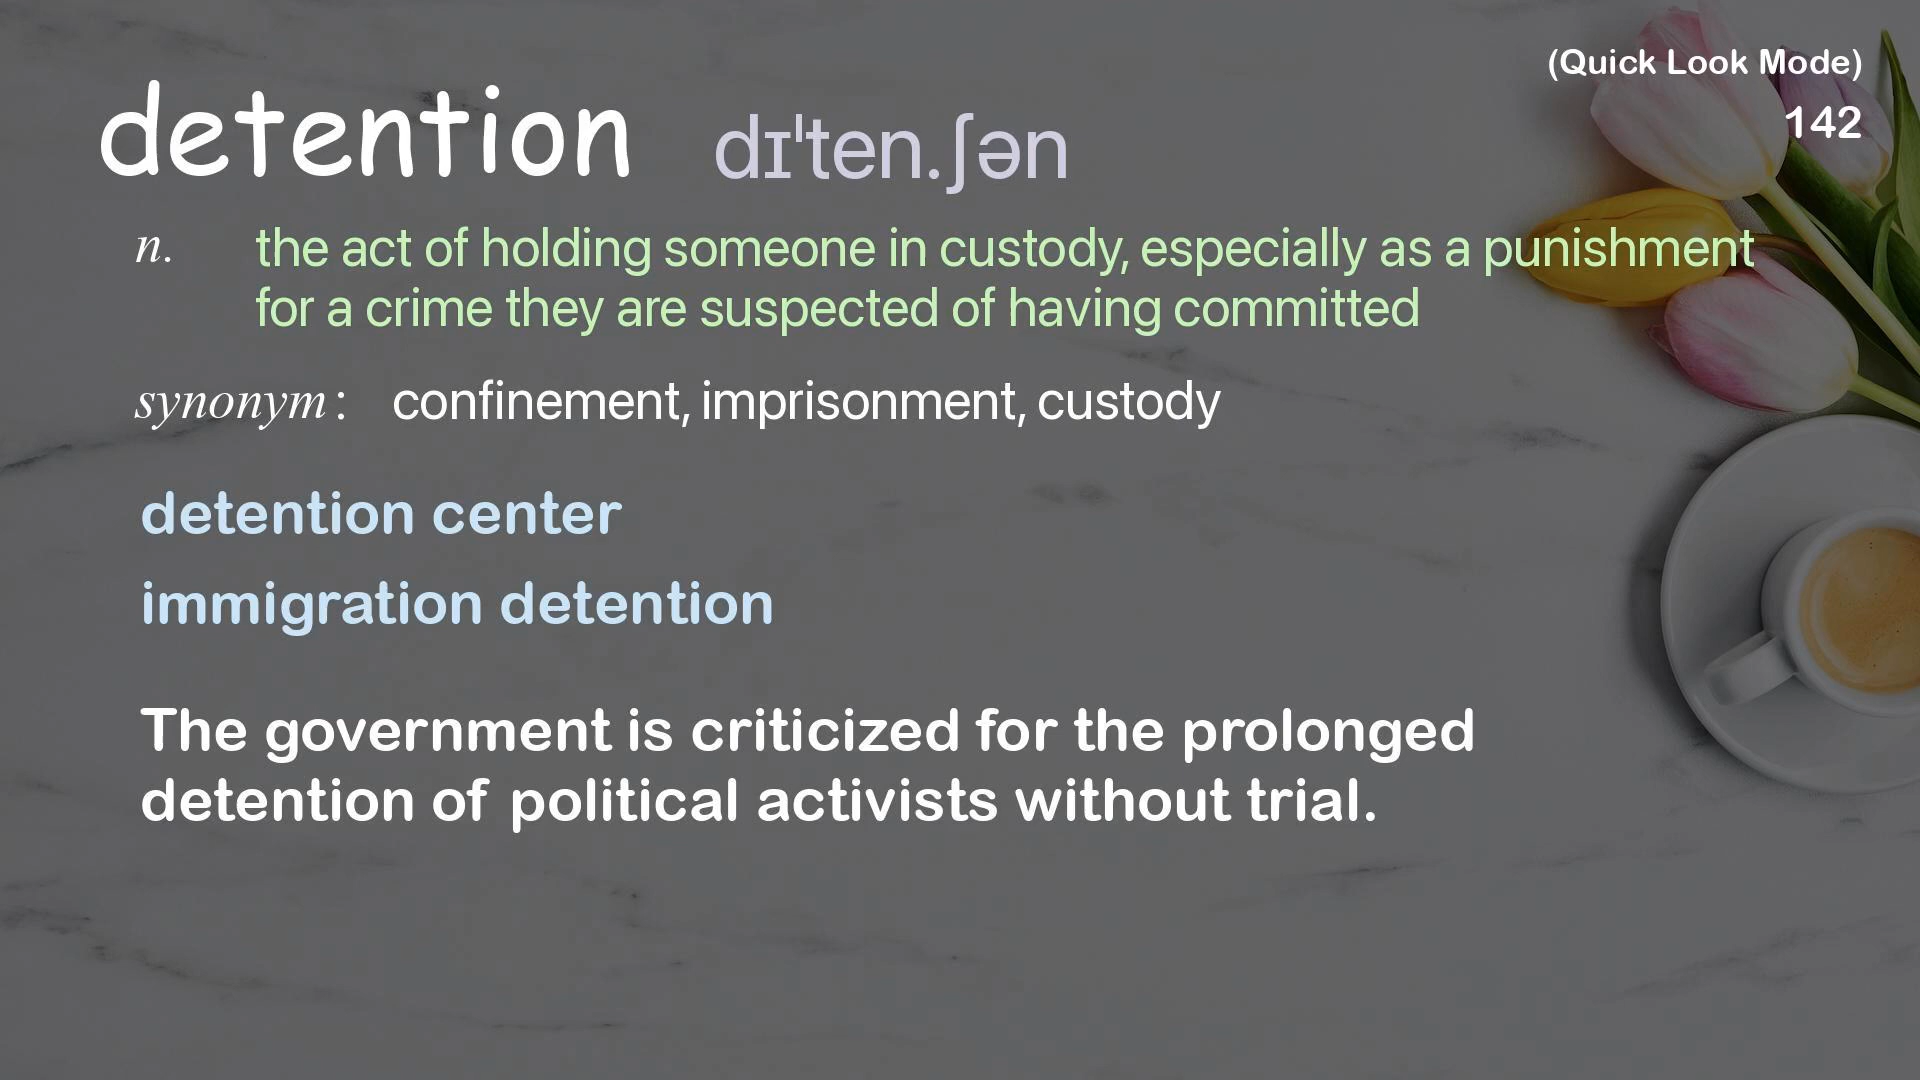 (Quick Look Mode)
142
detention dɪˈten.ʃən
n. the act of holding someone in custody, especially as a punishment
for a crime they are suspected of having committed
synonym : confinement, imprisonment, custody
detention center
immigration detention
The government is criticized for the prolonged
detention of political activists without trial.